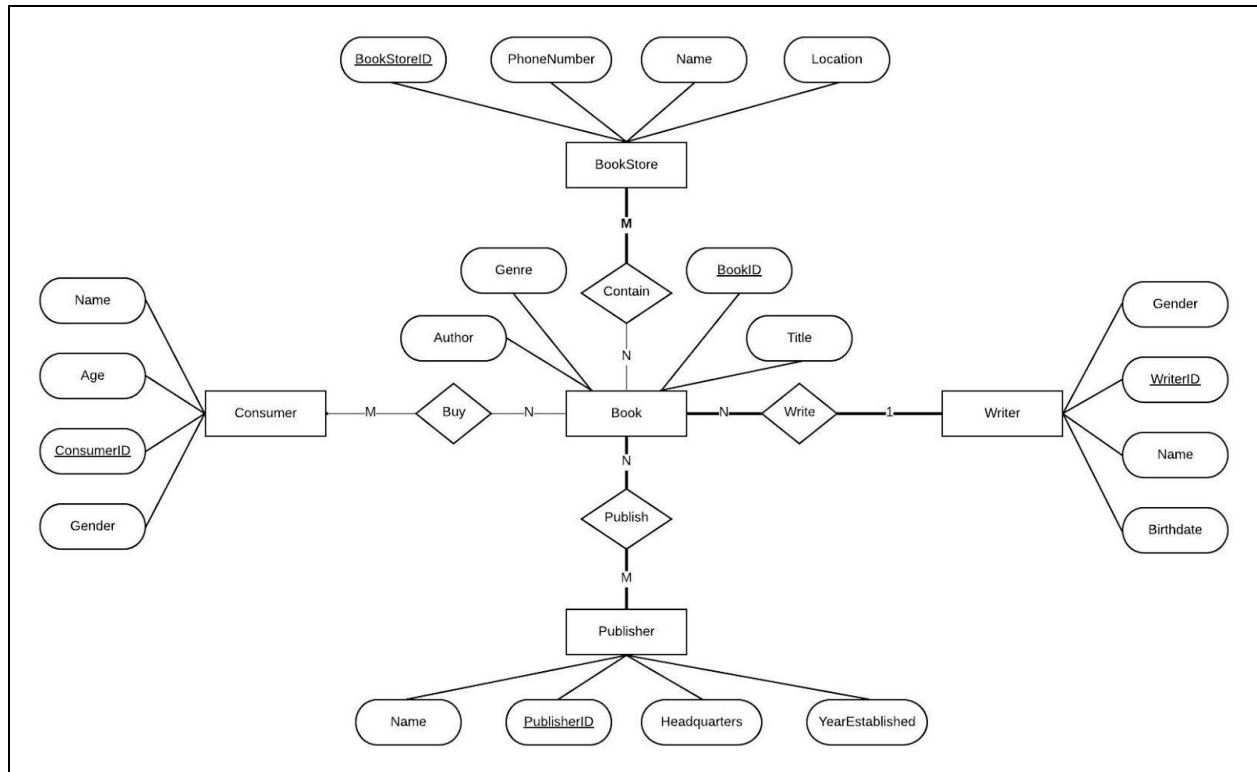 BookStoreID PhoneNumber Name Location
BookStore
M
Contain
N
Genre BookID
Author Title
Name
Age
ConsumerID
Gender
Consumer M Buy N Book N Write 1 Writer
Gender
WriterID
Name
Birthdate
N
Publish
M
Publisher
Name PublisherID Headquarters YearEstablished